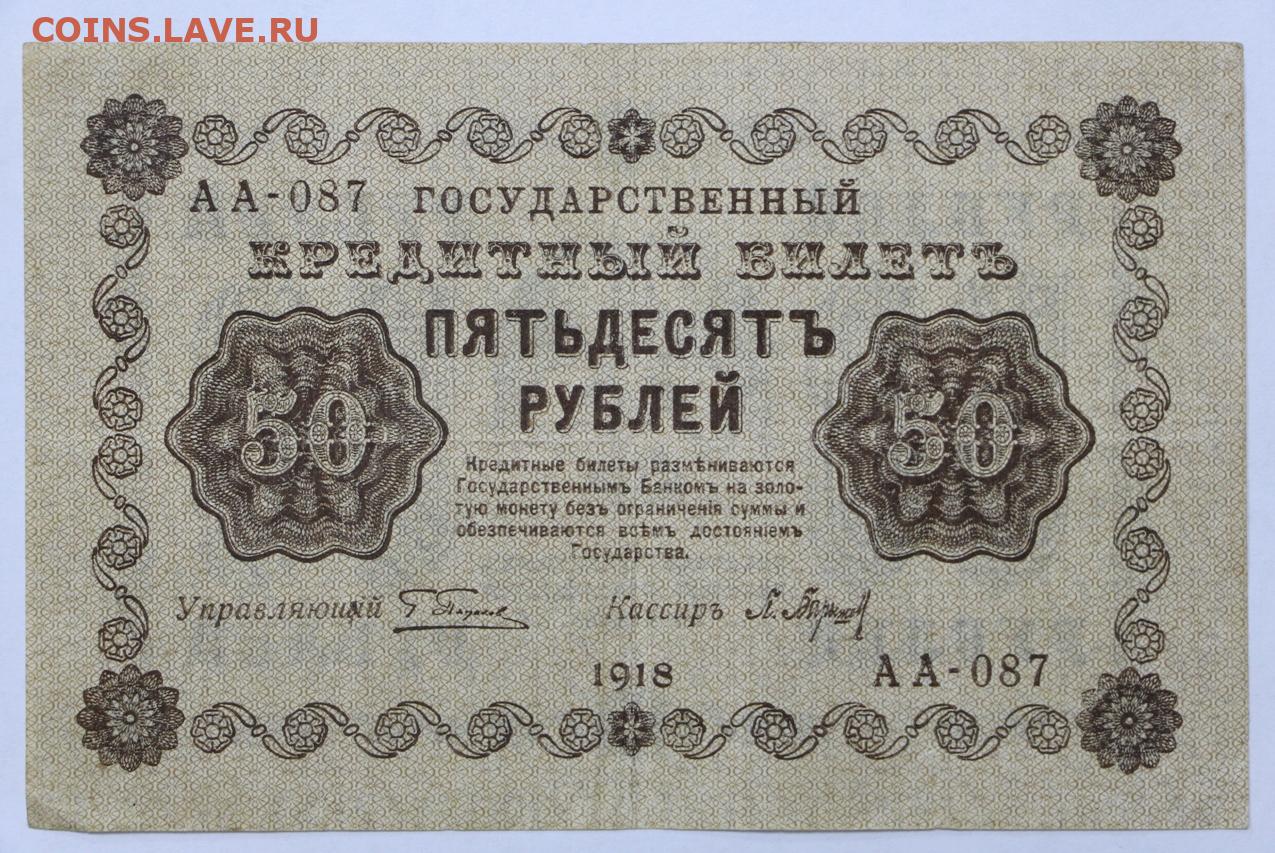 COINS.LAVE.RU
АА-087 ГОСУДАРСТВЕННЫЙ
КРЕДИТНЫЙ БИЛЕТЪ
ПЯТЬДЕСЯТЪ
РУБЛЕЙ
50 50
Кредитные билеты размѣниваются
Государственнымъ Банкомъ на золо-
тую монету безъ ограниченія суммы и
обезпечиваются всѣмъ достояніемъ
Государства.
Управляющій Кассиръ
1918 АА-087